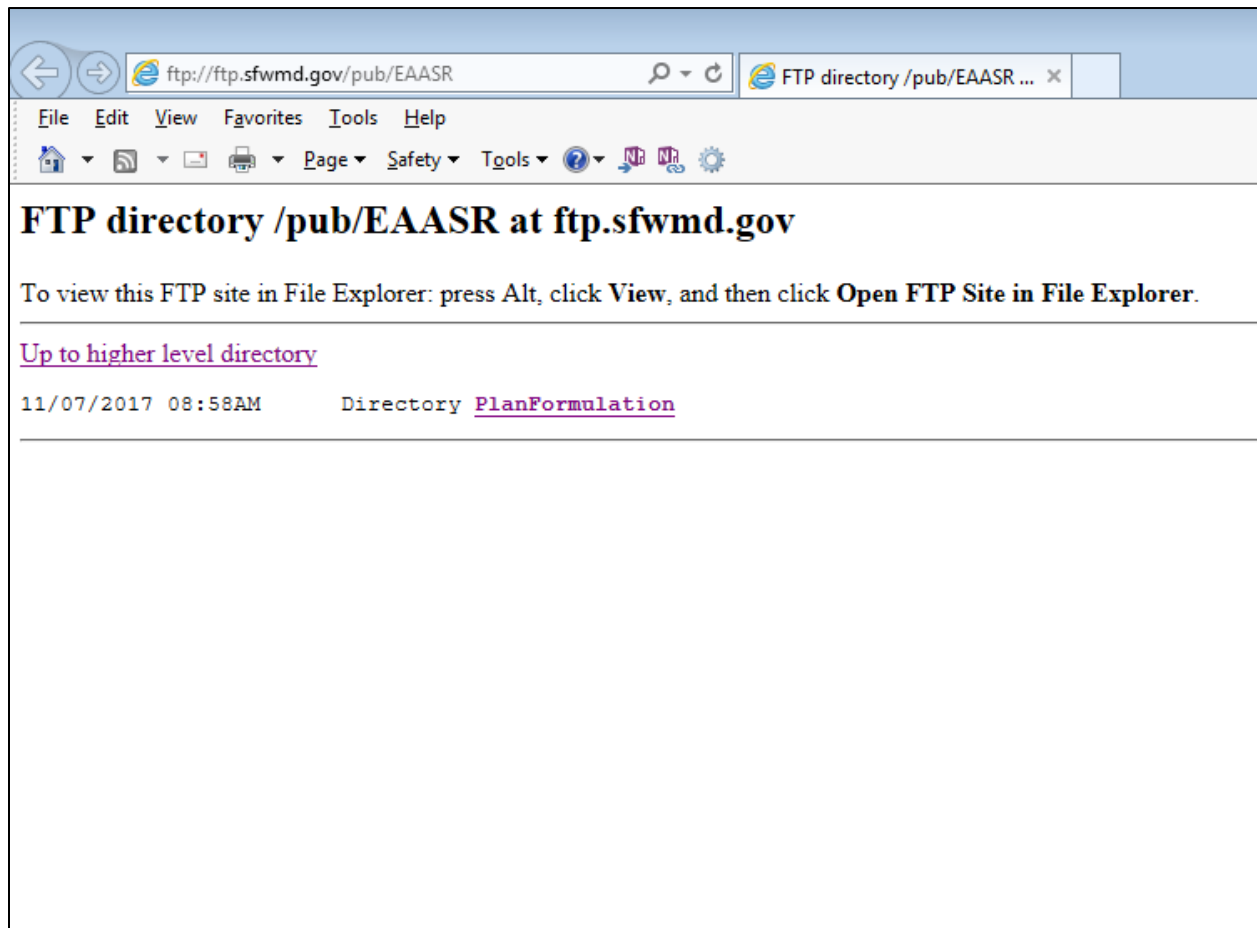 ftp://ftp.sfwmd.gov/pub/EAASR
FTP directory /pub/EAASR ...
File Edit View Favorites Tools Help
Page Safety Tools
FTP directory /pub/EAASR at ftp.sfwmd.gov
To view this FTP site in File Explorer: press Alt, click View, and then click Open FTP Site in File Explorer.
Up to higher level directory
11/07/2017 08:58AM Directory PlanFormulation